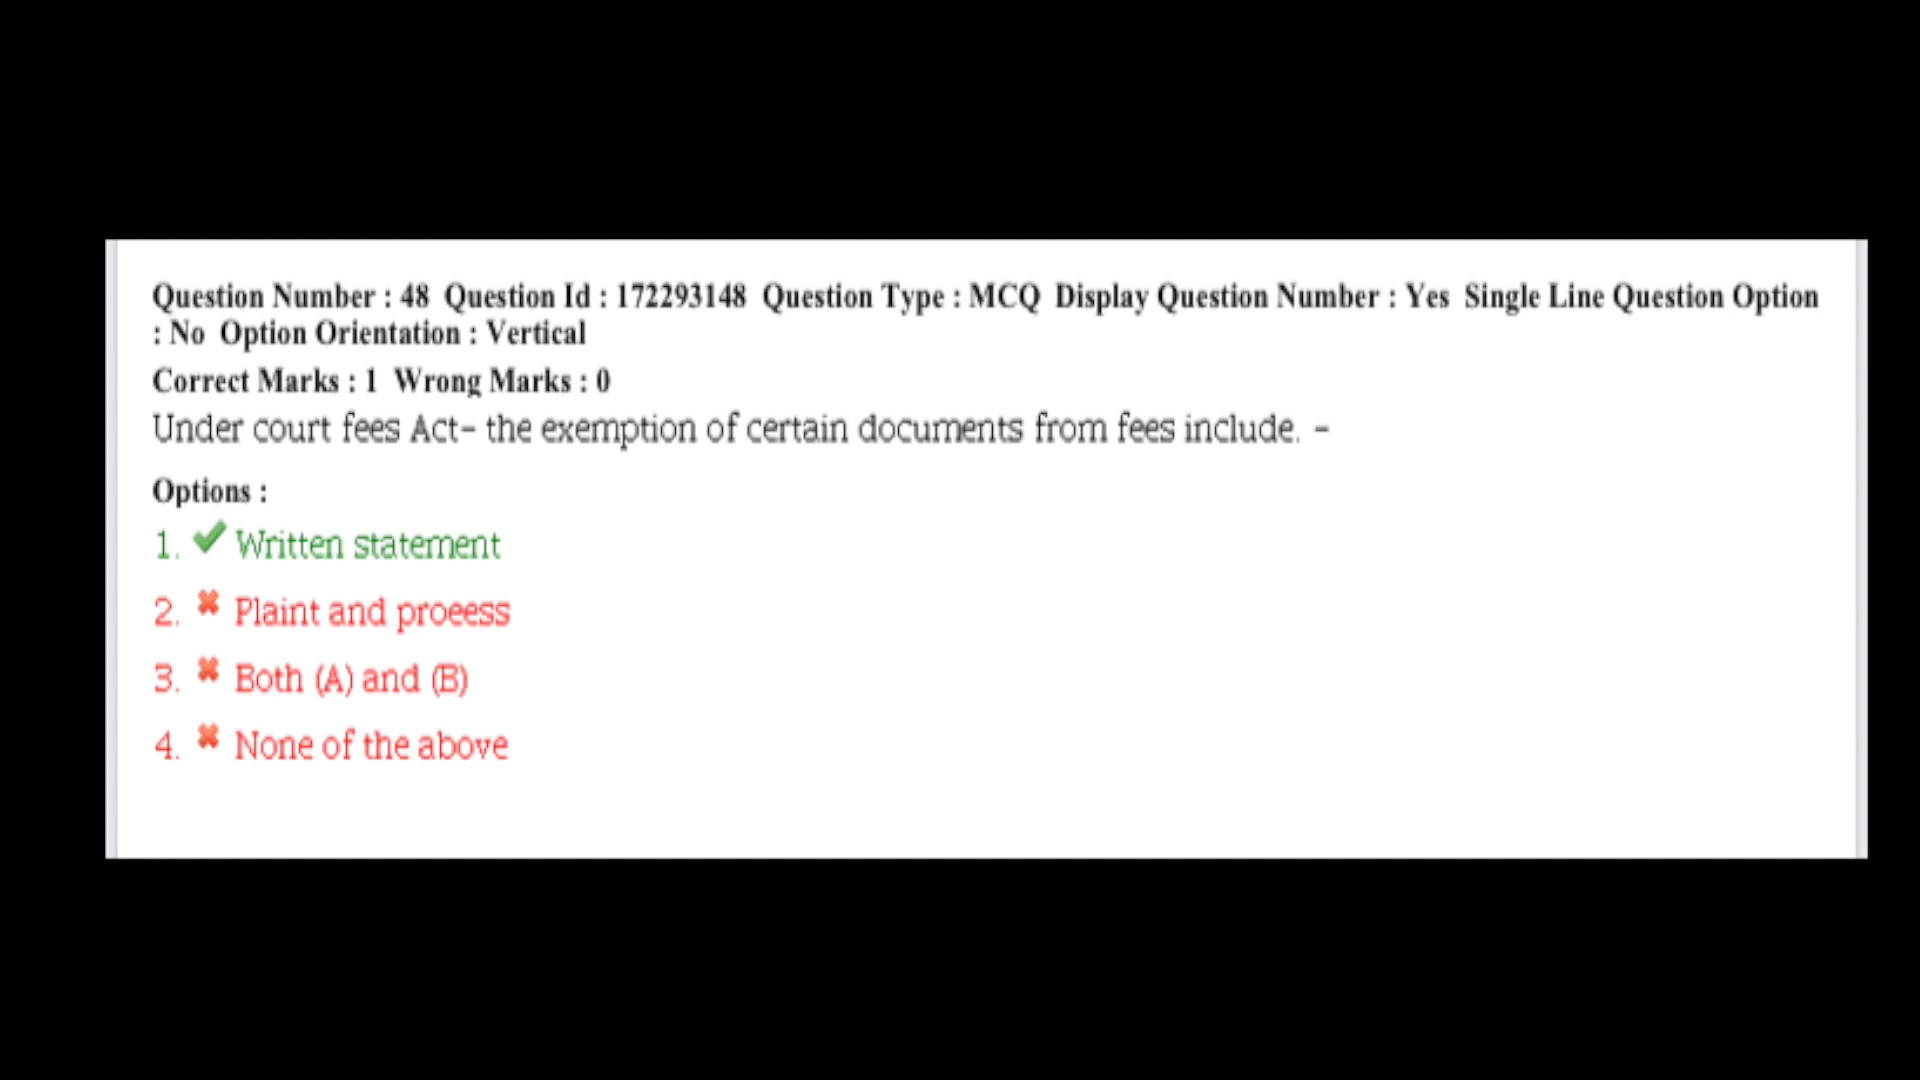 Question Number : 48 Question Id : 172293148 Question Type : MCQ Display Question Number : Yes Single Line Question Option
: No Option Orientation : Vertical
Correct Marks : 1 Wrong Marks : 0
Under court fees Act– the exemption of certain documents from fees include. –
Options :
1. ✔ Written statement
2. ✖ Plaint and proeess
3. ✖ Both (A) and (B)
4. ✖ None of the above